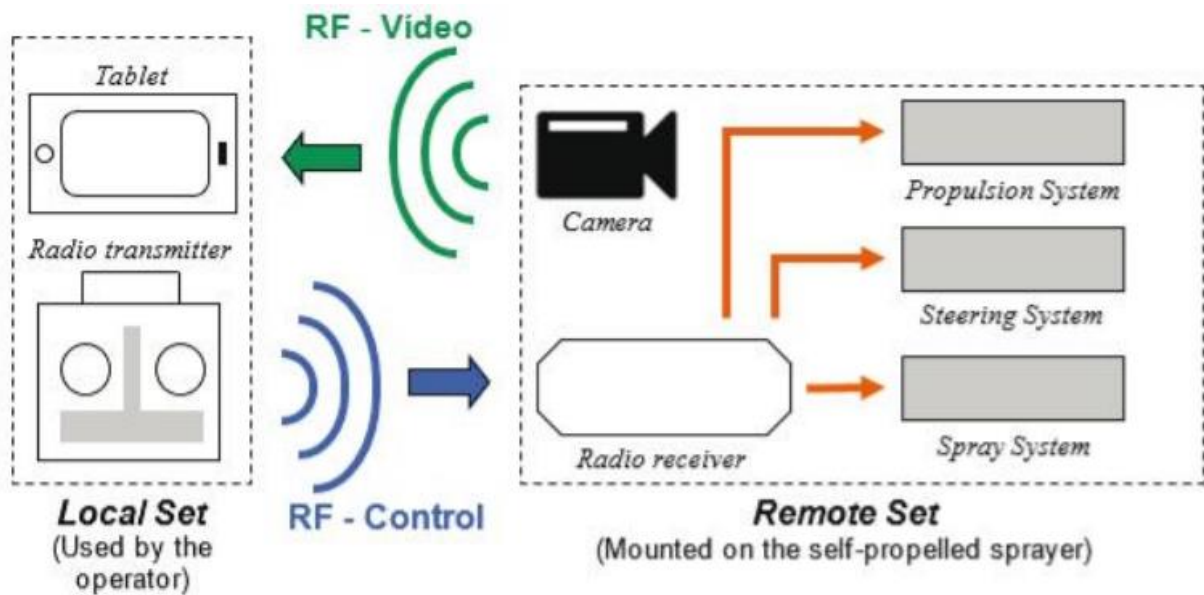 RF - Vídeo
Tablet
Radio transmitter
Camera
Propulsion System
Steering System
Radio receiver
Spray System
RF - Control
Local Set
(Used by the
operator)
Remote Set
(Mounted on the self-propelled sprayer)